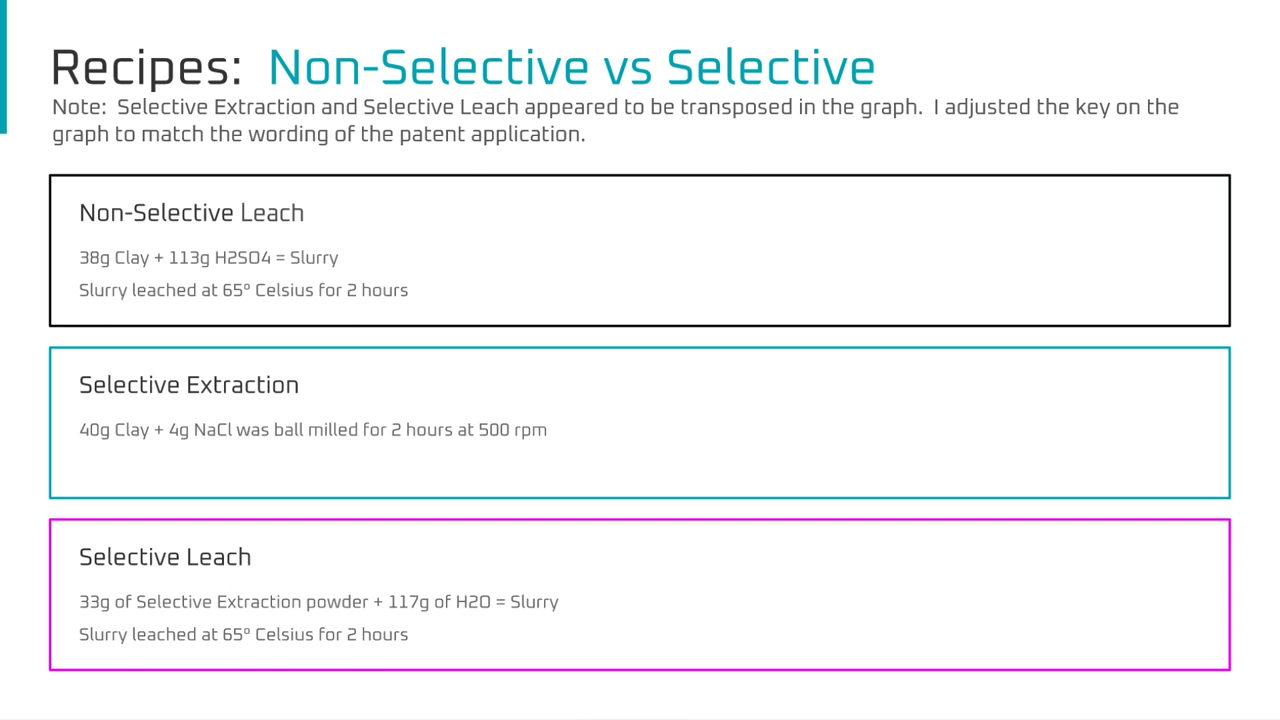 Recipes: Non-Selective vs Selective
Note: Selective Extraction and Selective Leach appeared to be transposed in the graph. I adjusted the key on the
graph to match the wording of the patent application.
Non-Selective Leach
38g Clay + 113g H2SO4 = Slurry
Slurry leached at 65º Celsius for 2 hours
Selective Extraction
40g Clay + 4g NaCl was ball milled for 2 hours at 500 rpm
Selective Leach
33g of Selective Extraction powder + 117g of H2O = Slurry
Slurry leached at 65º Celsius for 2 hours